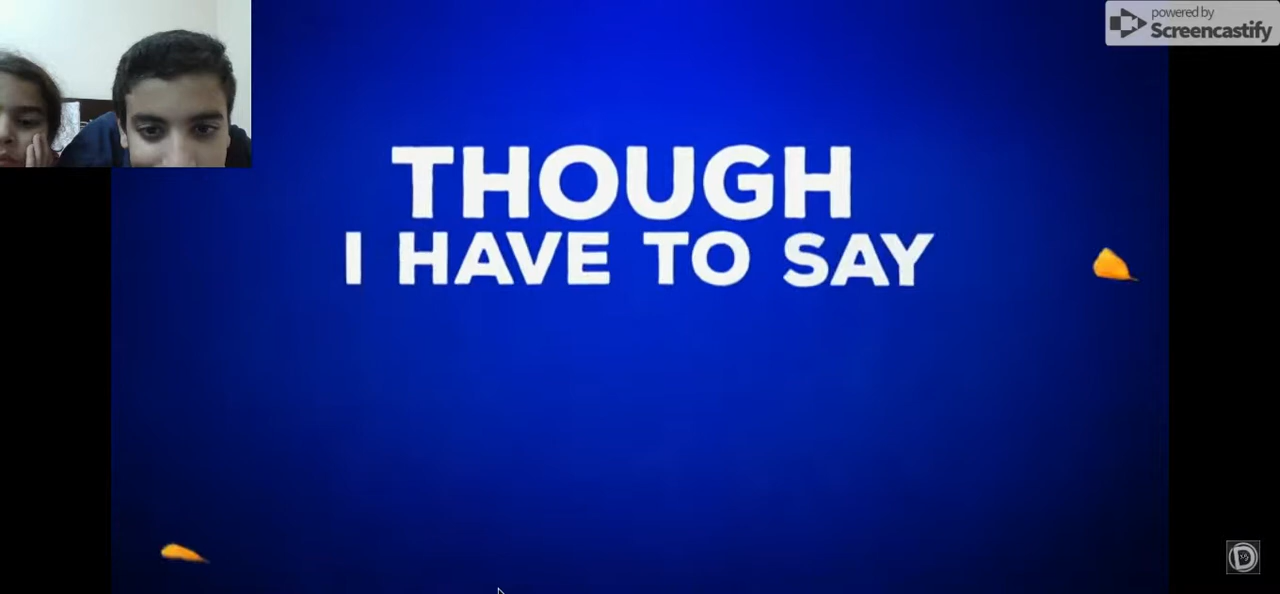 powered by
Screencastify
THOUGH
I HAVE TO SAY
D